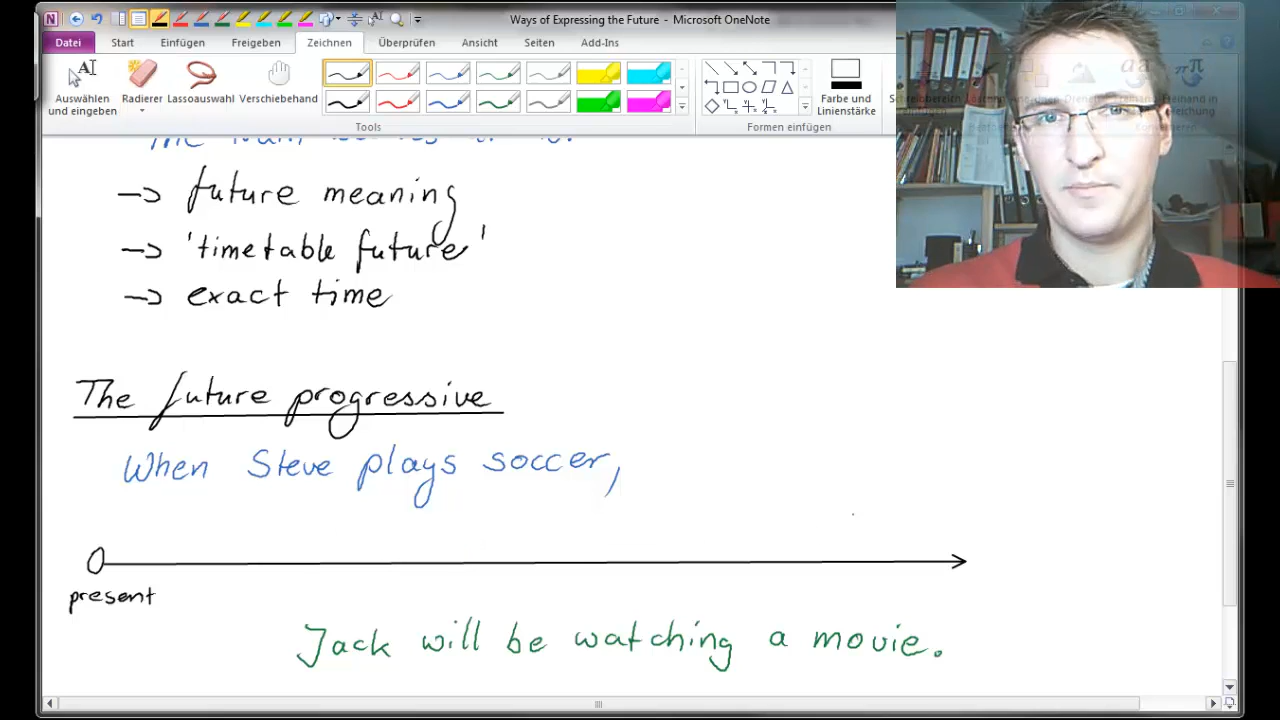 Ways of Expressing the Future - Microsoft OneNote
Datei Start Einfügen Freigeben Zeichnen Überprüfen Ansicht Seiten Add-Ins
Auswählen und eingeben
Radierer
Lassoauswahl
Verschiebehand
Farbe und Linienstärke
Tools
Formen einfügen
-> future meaning
-> 'timetable future'
-> exact time
The future progressive
When Steve plays soccer,
present
Jack will be watching a movie.